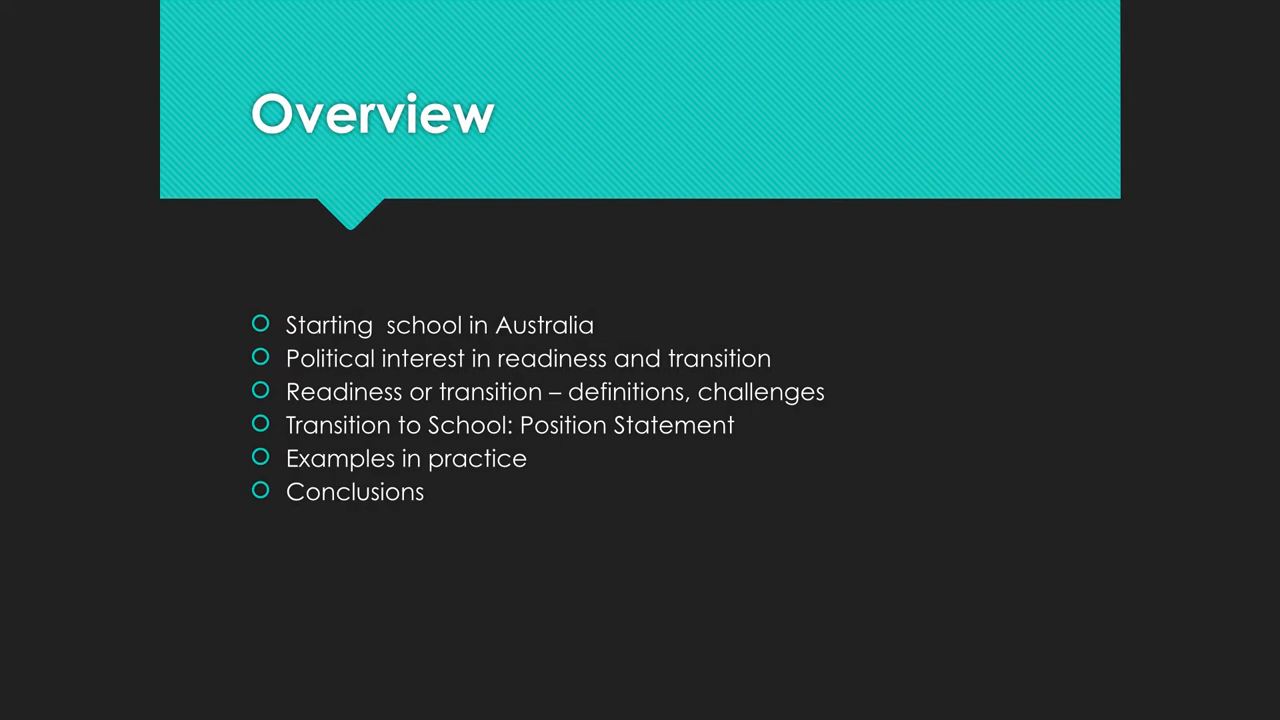 Overview
Starting  school in Australia
Political interest in readiness and transition
Readiness or transition – definitions, challenges
Transition to School: Position Statement
Examples in practice
Conclusions